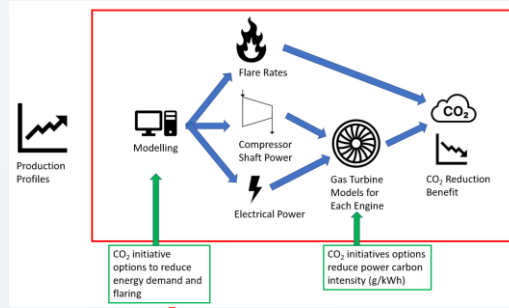 Flare Rates
CO₂
Production
Profiles
Modelling
Compressor
Shaft Power
Gas Turbine
Models for
Each Engine
CO₂ Reduction
Benefit
Electrical Power
CO₂ initiative
options to reduce
energy demand and
flaring
CO₂ initiatives options
reduce power carbon
intensity (g/kWh)